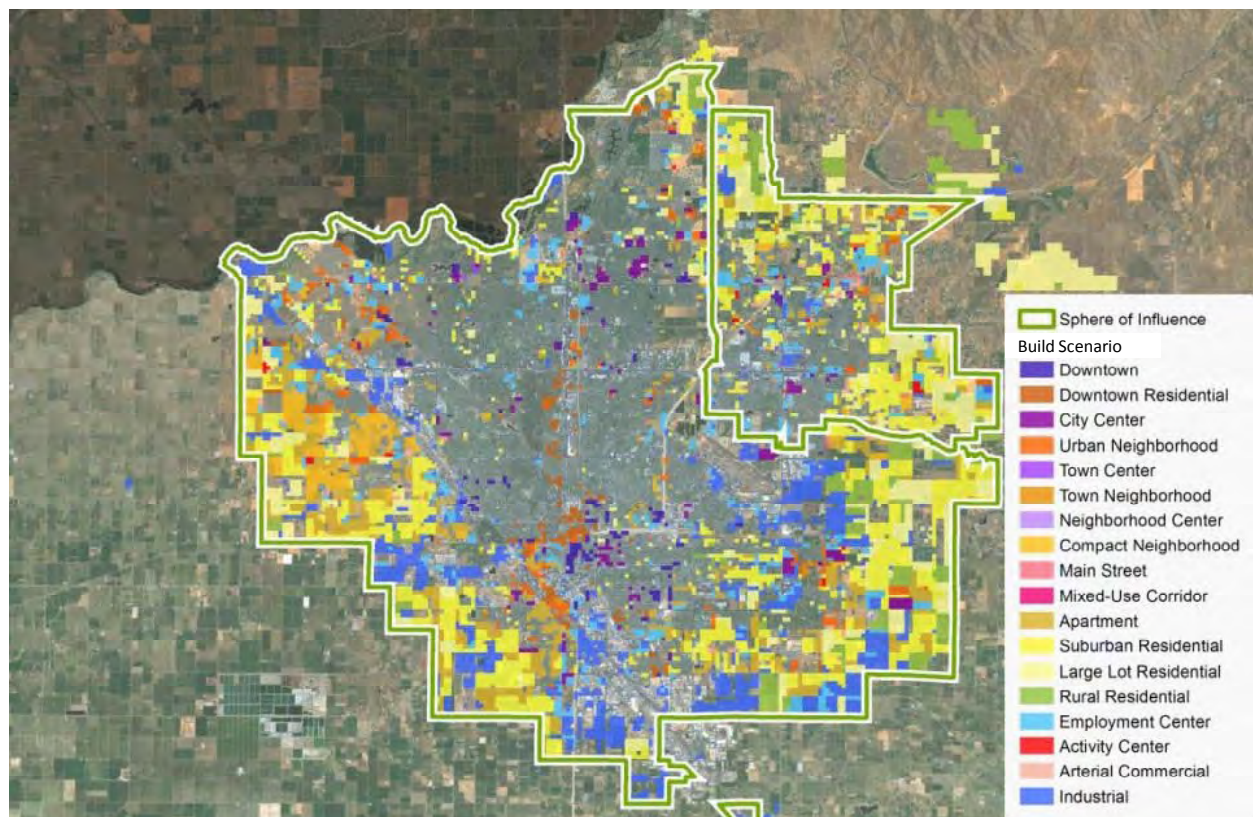 Sphere of Influence
Build Scenario
Downtown
Downtown Residential
City Center
Urban Neighborhood
Town Center
Town Neighborhood
Neighborhood Center
Compact Neighborhood
Main Street
Mixed-Use Corridor
Apartment
Suburban Residential
Large Lot Residential
Rural Residential
Employment Center
Activity Center
Arterial Commercial
Industrial